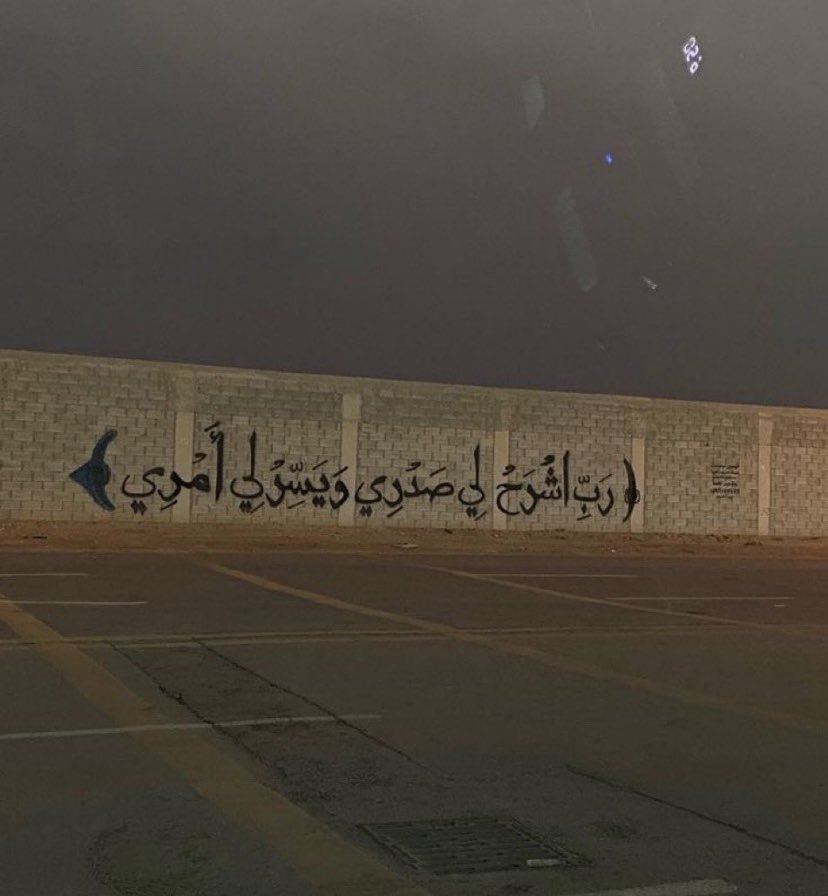 ﴿ رَبِّ اشْرَحْ لِي صَدْرِي وَيَسِّرْ لِي أَمْرِي ﴾